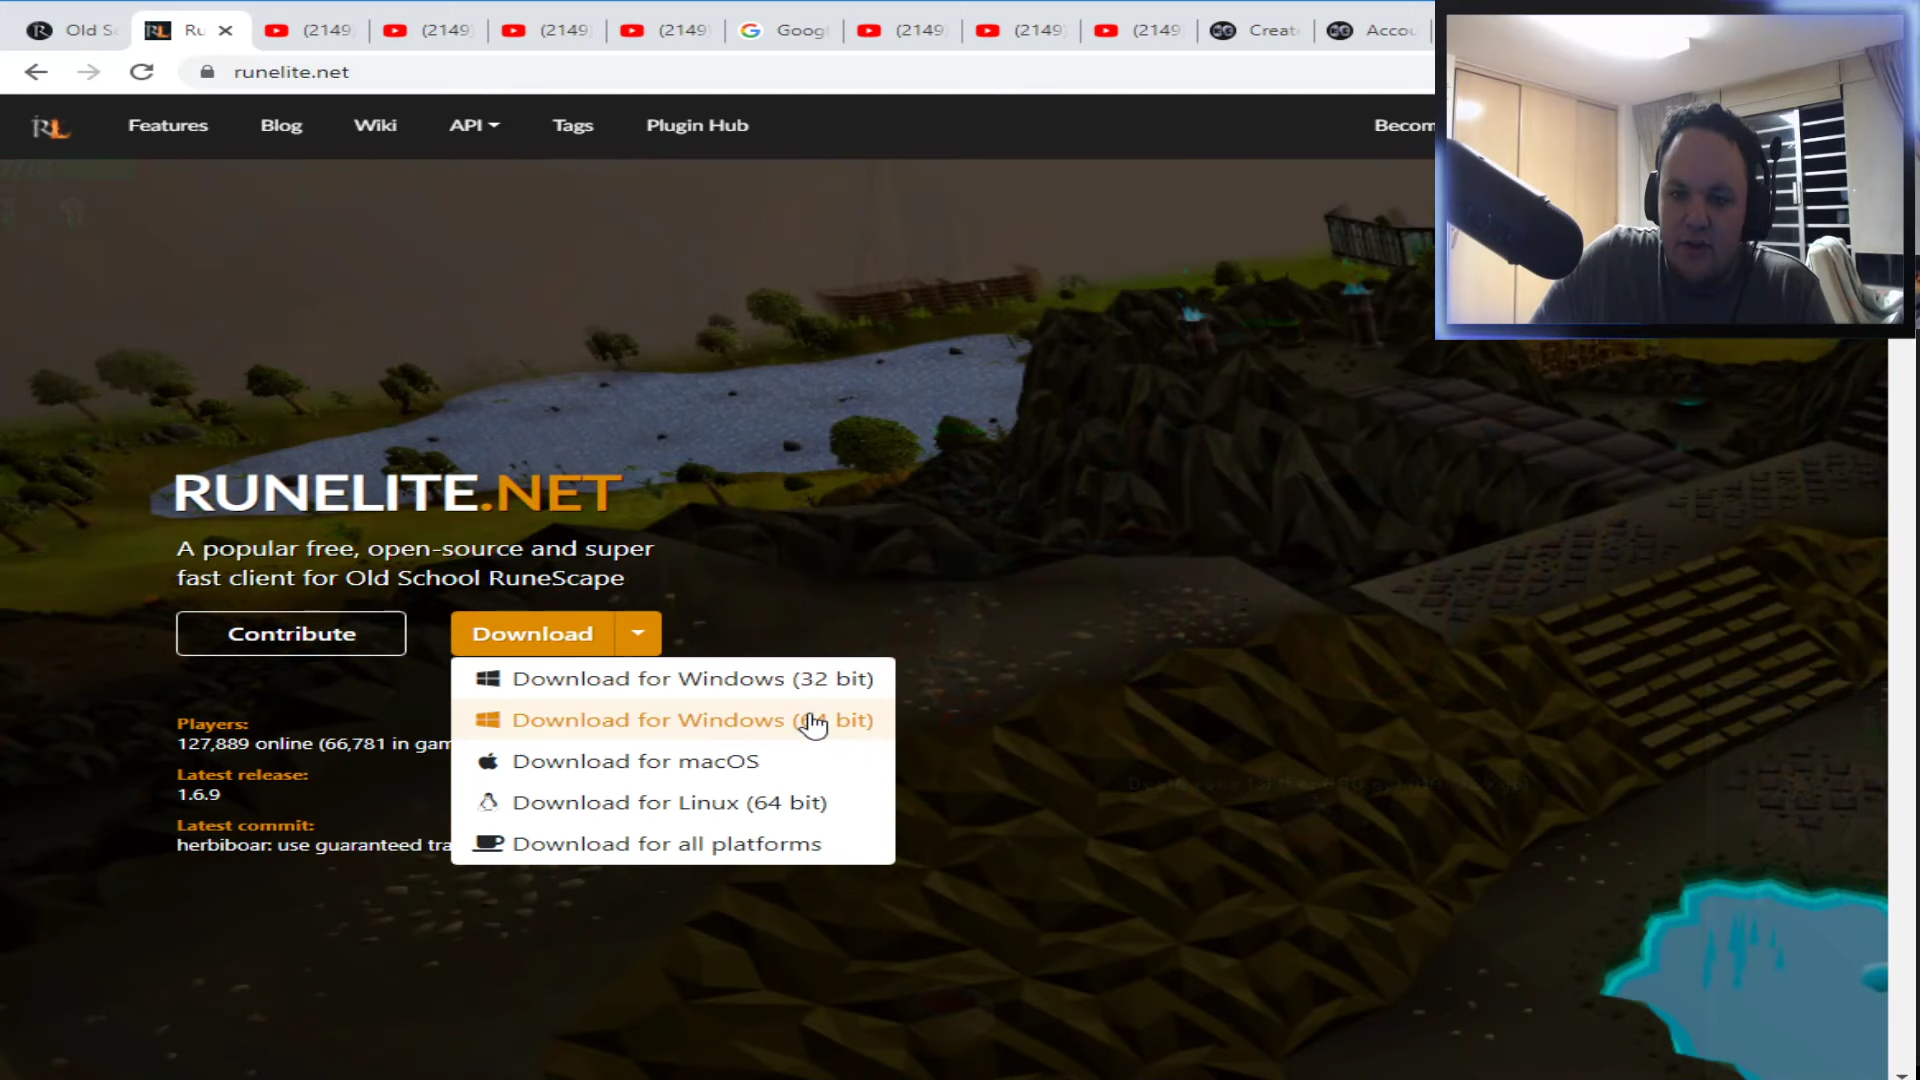 Old S
Ru
(2149
(2149
(2149
(2149
Goog
(2149
(2149
(2149
Creat
Accou
runelite.net
RL
Features
Blog
Wiki
API
Tags
Plugin Hub
Becom
RUNELITE.NET
A popular free, open-source and super
fast client for Old School RuneScape
Contribute
Download
Download for Windows (32 bit)
Download for Windows (64 bit)
Download for macOS
Download for Linux (64 bit)
Download for all platforms
Players:
127,889 online (66,781 in gam
Latest release:
1.6.9
Latest commit:
herbiboar: use guaranteed tra